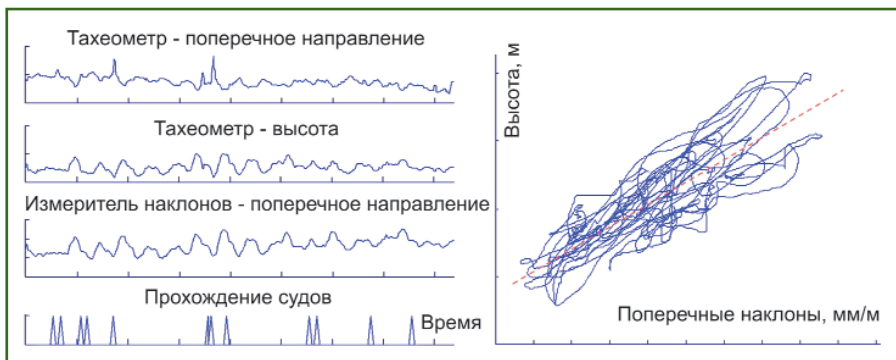 Тахеометр - поперечное направление
Тахеометр - высота
Измеритель наклонов - поперечное направление
Прохождение судов
Время
Высота, м
Поперечные наклоны, мм/м